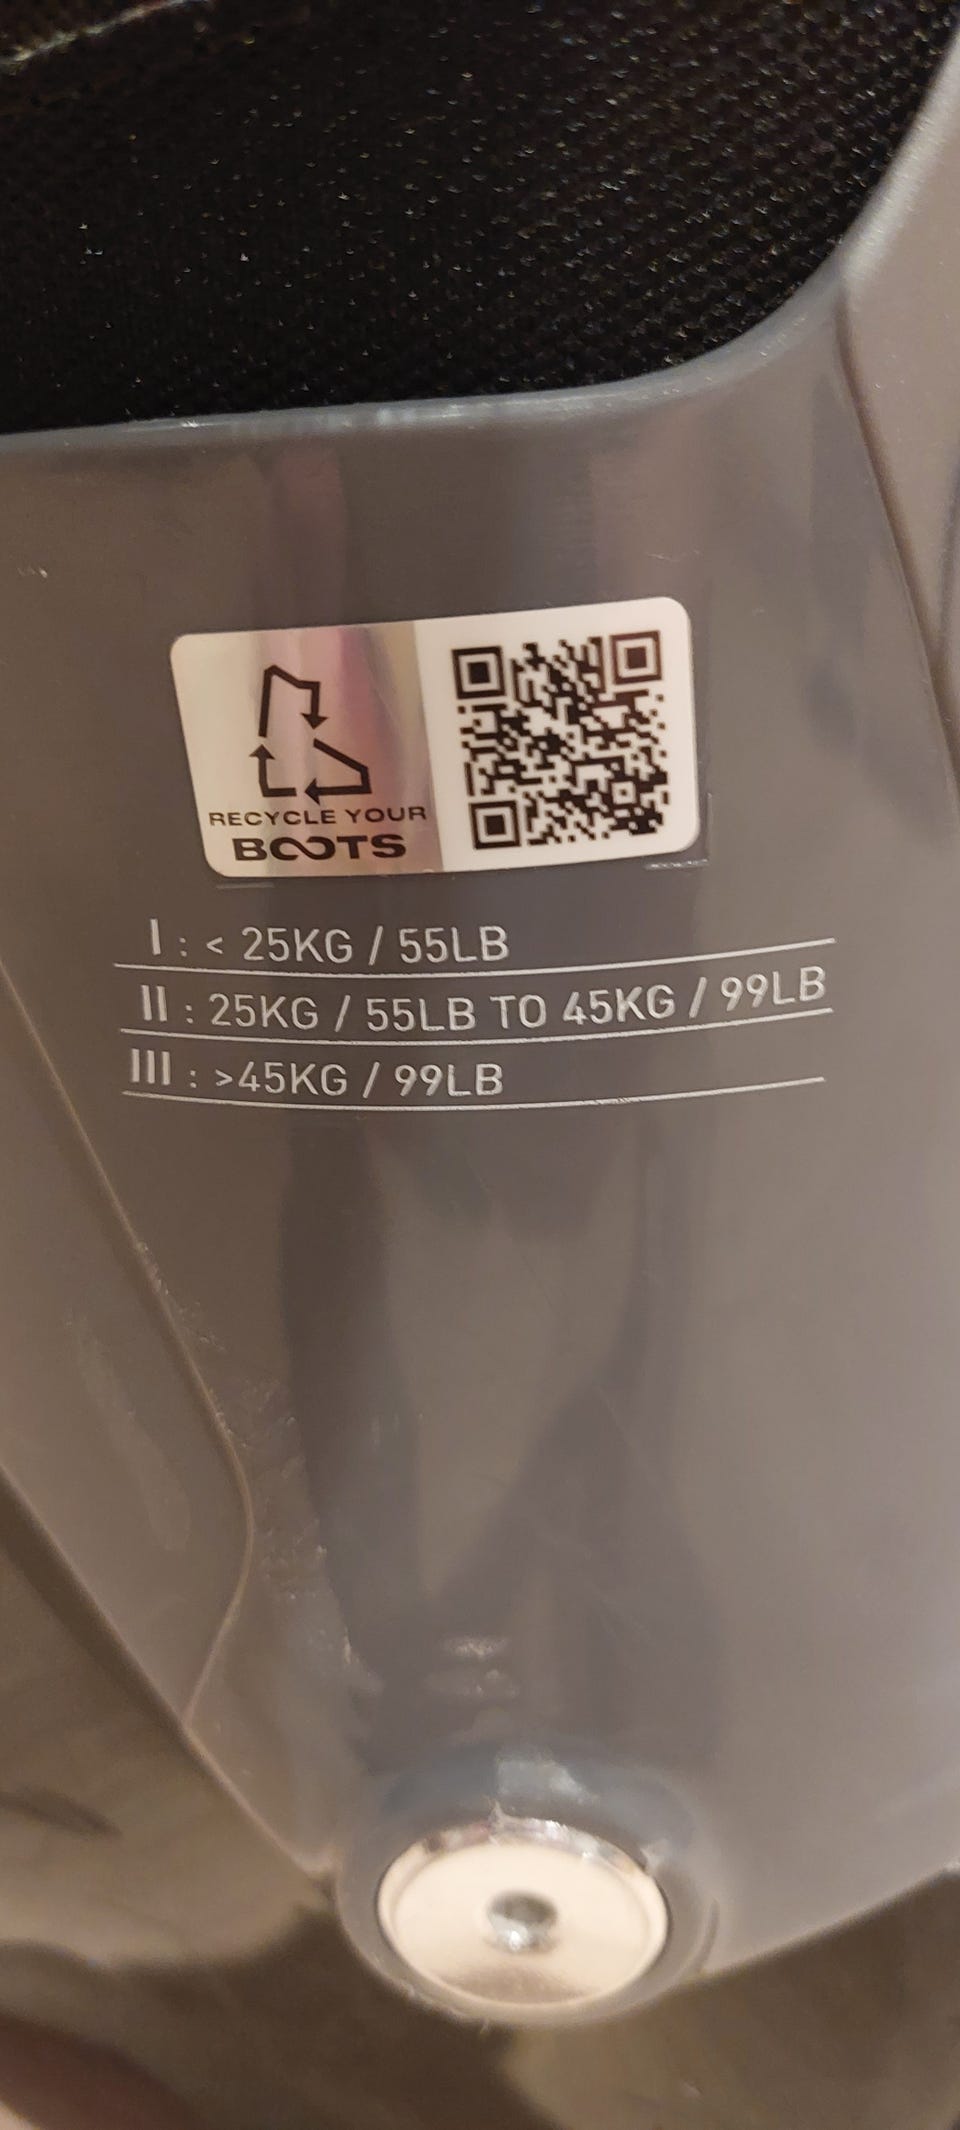 RECYCLE YOUR
BOOTS
I : < 25KG / 55LB
II : 25KG / 55LB TO 45KG / 99LB
III : >45KG / 99LB